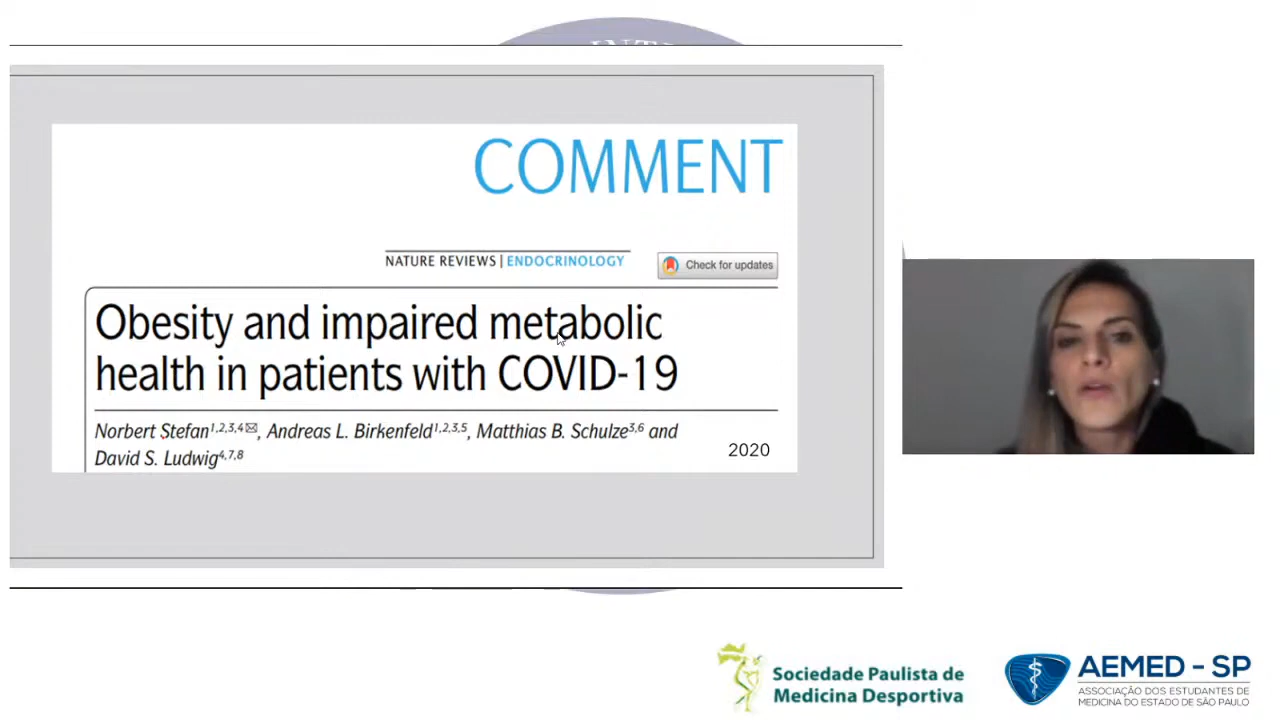 COMMENT
NATURE REVIEWS | ENDOCRINOLOGY
Check for updates
Obesity and impaired metabolic
health in patients with COVID-19
Norbert Stefan1,2,3,4✉, Andreas L. Birkenfeld1,2,3,5, Matthias B. Schulze3,6 and
David S. Ludwig4,7,8
2020
Sociedade Paulista de
Medicina Desportiva
AEMED - SP
ASSOCIAÇÃO DOS ESTUDANTES DE
MEDICINA DO ESTADO DE SÃO PAULO